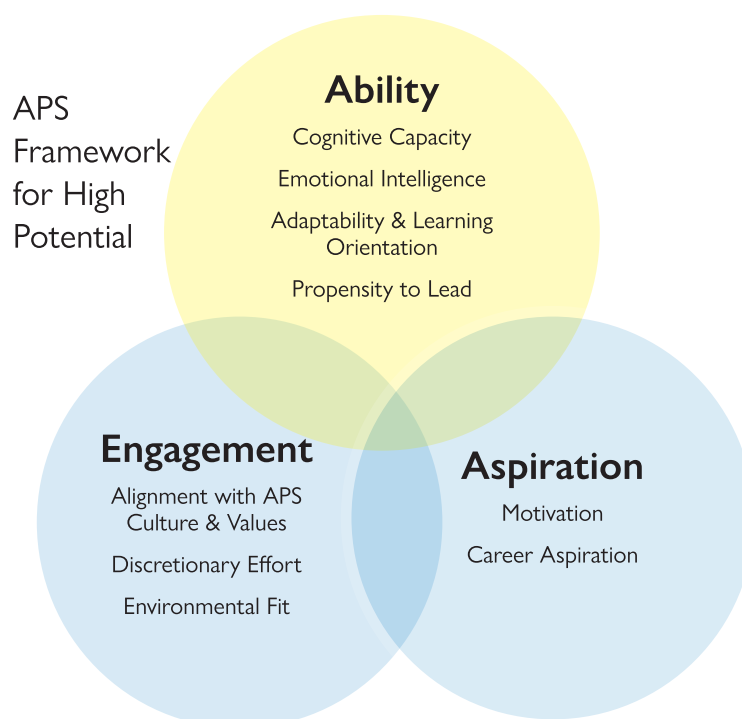 APS
Framework
for High
Potential
Ability
Cognitive Capacity
Emotional Intelligence
Adaptability & Learning
Orientation
Propensity to Lead
Engagement
Alignment with APS
Culture & Values
Discretionary Effort
Environmental Fit
Aspiration
Motivation
Career Aspiration